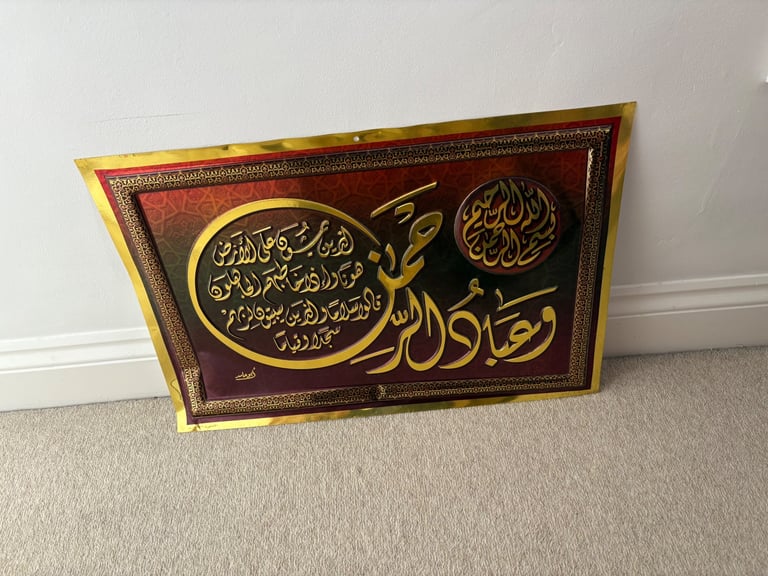 بسم الله الرحمن الرحيم
وعباد الرحمن
الذين يمشون على الأرض
هونا وإذا خاطبهم الجاهلون
قالوا سلاما والذين يبيتون لربهم
سجدا وقياما